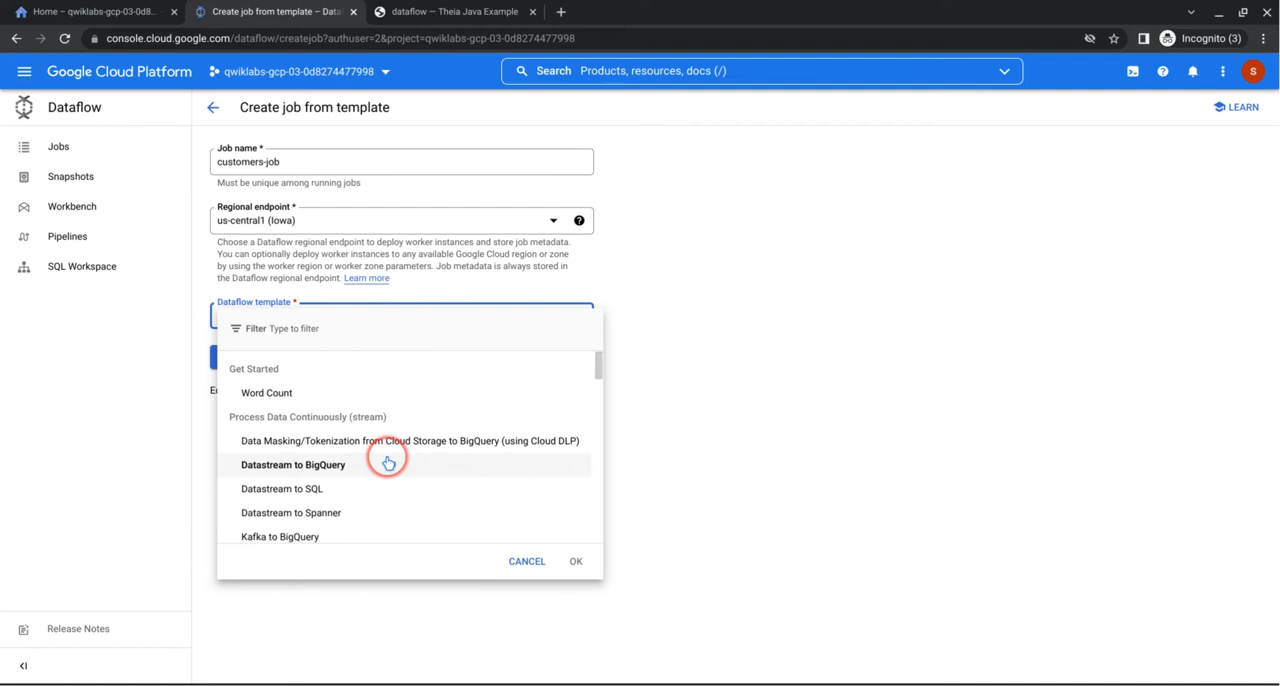 Home – qwiklabs-gcp-03-0d8...
Create job from template – Data
dataflow — Theia Java Example
console.cloud.google.com/dataflow/createjob?authuser=2&project=qwiklabs-gcp-03-0d8274477998
Incognito (3)
Google Cloud Platform
qwiklabs-gcp-03-0d8274477998
Search Products, resources, docs (/)
S
Dataflow
Create job from template
LEARN
Jobs
Snapshots
Workbench
Pipelines
SQL Workspace
Job name *
customers-job
Must be unique among running jobs
Regional endpoint *
us-central1 (Iowa)
Choose a Dataflow regional endpoint to deploy worker instances and store job metadata.
You can optionally deploy worker instances to any available Google Cloud region or zone
by using the worker region or worker zone parameters. Job metadata is always stored in
the Dataflow regional endpoint. Learn more
Dataflow template *
Filter Type to filter
Get Started
Word Count
Process Data Continuously (stream)
Data Masking/Tokenization from Cloud Storage to BigQuery (using Cloud DLP)
Datastream to BigQuery
Datastream to SQL
Datastream to Spanner
Kafka to BigQuery
CANCEL OK
Release Notes